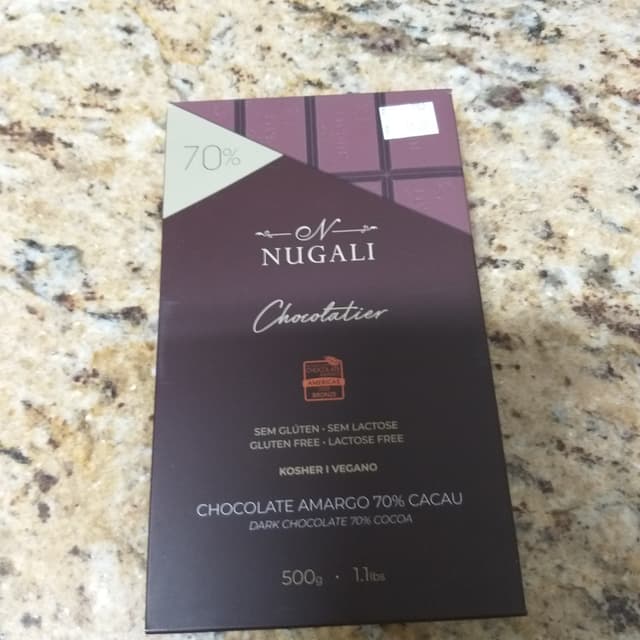 70%
N
NUGALI
Chocolatier
CHOCOLATE
AMERICAS
BRONZE
SEM GLÚTEN · SEM LACTOSE
GLUTEN FREE · LACTOSE FREE
KOSHER I VEGANO
CHOCOLATE AMARGO 70% CACAU
DARK CHOCOLATE 70% COCOA
500g · 1.1lbs